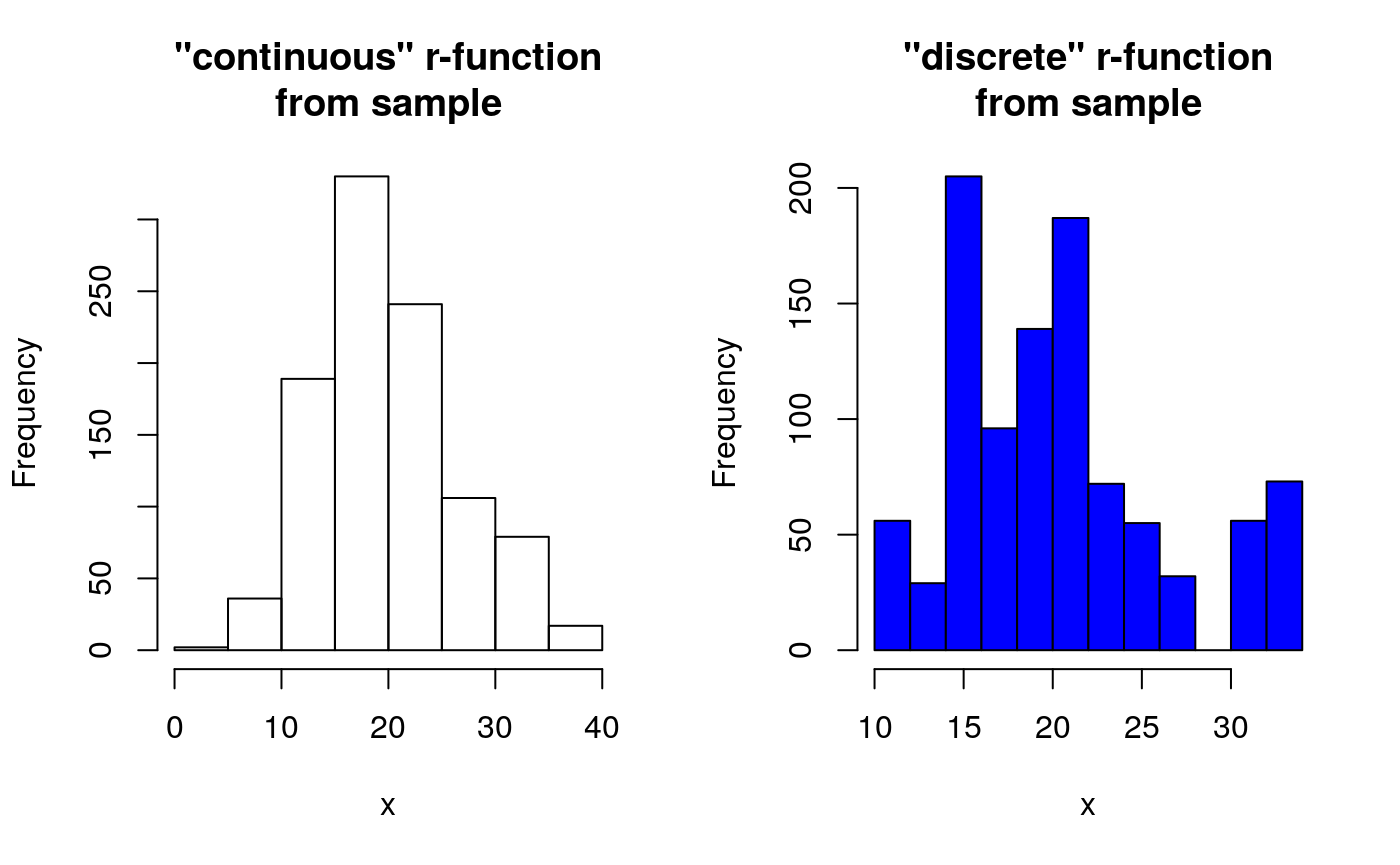 "continuous" r-function
from sample
Frequency
0
50
150
250
0 10 20 30 40
x
"discrete" r-function
from sample
Frequency
0
50
100
150
200
10 15 20 25 30
x